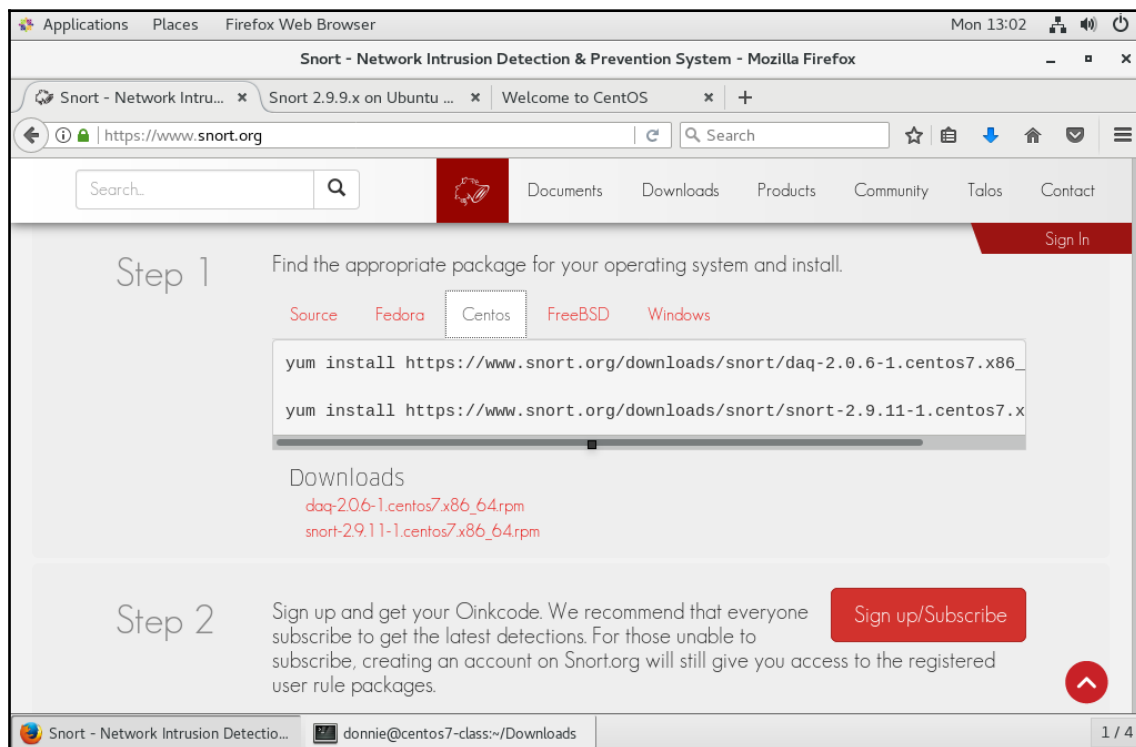 Applications Places Firefox Web Browser Mon 13:02
Snort - Network Intrusion Detection & Prevention System - Mozilla Firefox
Snort - Network Intru... Snort 2.9.9.x on Ubuntu ... Welcome to CentOS
https://www.snort.org Search
Search... Documents Downloads Products Community Talos Contact
Sign In
Step 1 Find the appropriate package for your operating system and install.
Source Fedora Centos FreeBSD Windows
yum install https://www.snort.org/downloads/snort/daq-2.0.6-1.centos7.x86_
yum install https://www.snort.org/downloads/snort/snort-2.9.11-1.centos7.x
Downloads
daq-2.0.6-1.centos7.x86_64.rpm
snort-2.9.11-1.centos7.x86_64.rpm
Step 2 Sign up and get your Oinkcode. We recommend that everyone
subscribe to get the latest detections. For those unable to
subscribe, creating an account on Snort.org will still give you access to the registered
user rule packages.
Sign up/Subscribe
Snort - Network Intrusion Detectio... donnie@centos7-class:~/Downloads 1 / 4